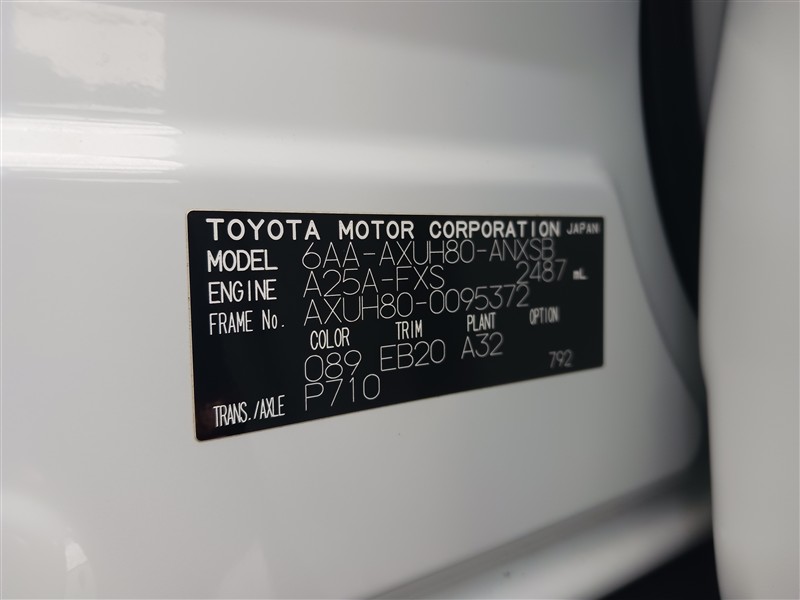 TOYOTA MOTOR CORPORATION JAPAN
MODEL 6AA-AXUH80-ANXSB
ENGINE A25A-FXS 2487 mL
FRAME No. AXUH80-0095372
COLOR TRIM PLANT OPTION
089 EB20 A32 792
TRANS./AXLE P710